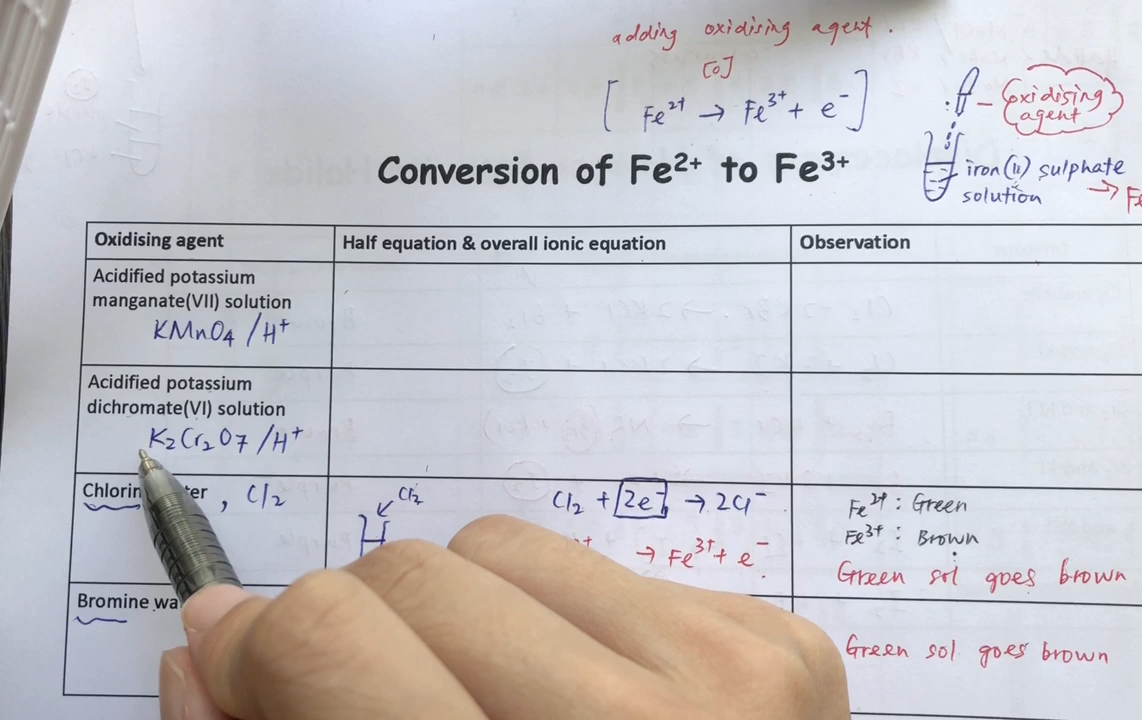 adding oxidising agent.
[O]
[ Fe²⁺ → Fe³⁺ + e⁻ ]
oxidising
agent
iron(II) sulphate
solution
→ Fe
Conversion of Fe²⁺ to Fe³⁺
Oxidising agent
Half equation & overall ionic equation
Observation
Acidified potassium
manganate(VII) solution
KMnO₄ /H⁺
Acidified potassium
dichromate(VI) solution
K₂Cr₂O₇ /H⁺
Chlorin ter , Cl₂
Cl₂
Cl₂ + 2e⁻ → 2Cl⁻
→ Fe³⁺ + e⁻
Fe²⁺ : Green
Fe³⁺ : Brown
Green sol goes brown
Bromine wa
Green sol goes brown